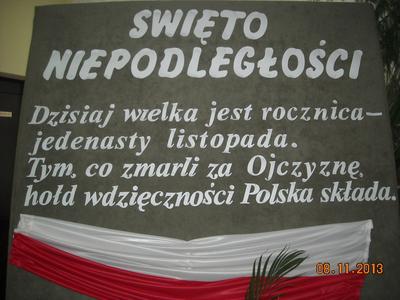 SWIĘTO
NIEPODLEGŁOŚCI
Dzisiaj wielka jest rocznica—
jedenasty listopada.
Tym, co zmarli za Ojczyznę,
hołd wdzięczności Polska składa.
08.11.2013